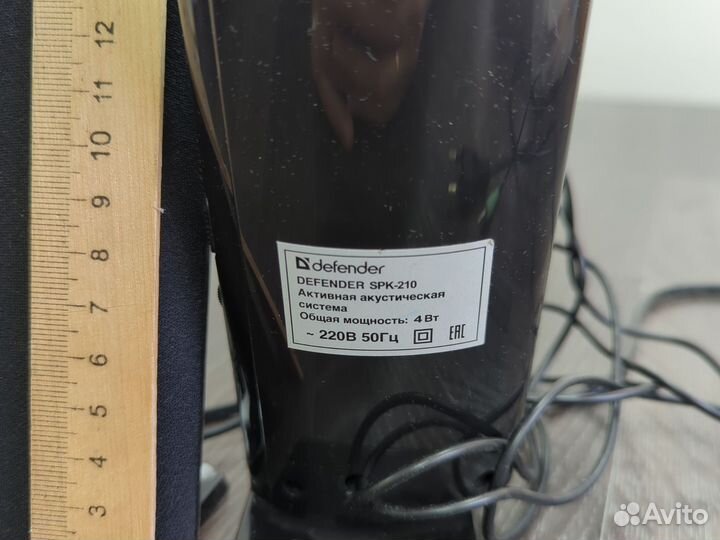 12
11
10
9
8
7
6
5
4
3
defender
DEFENDER SPK-210
Активная акустическая
система
Общая мощность: 4 Вт
~ 220В 50Гц EAC
Avito